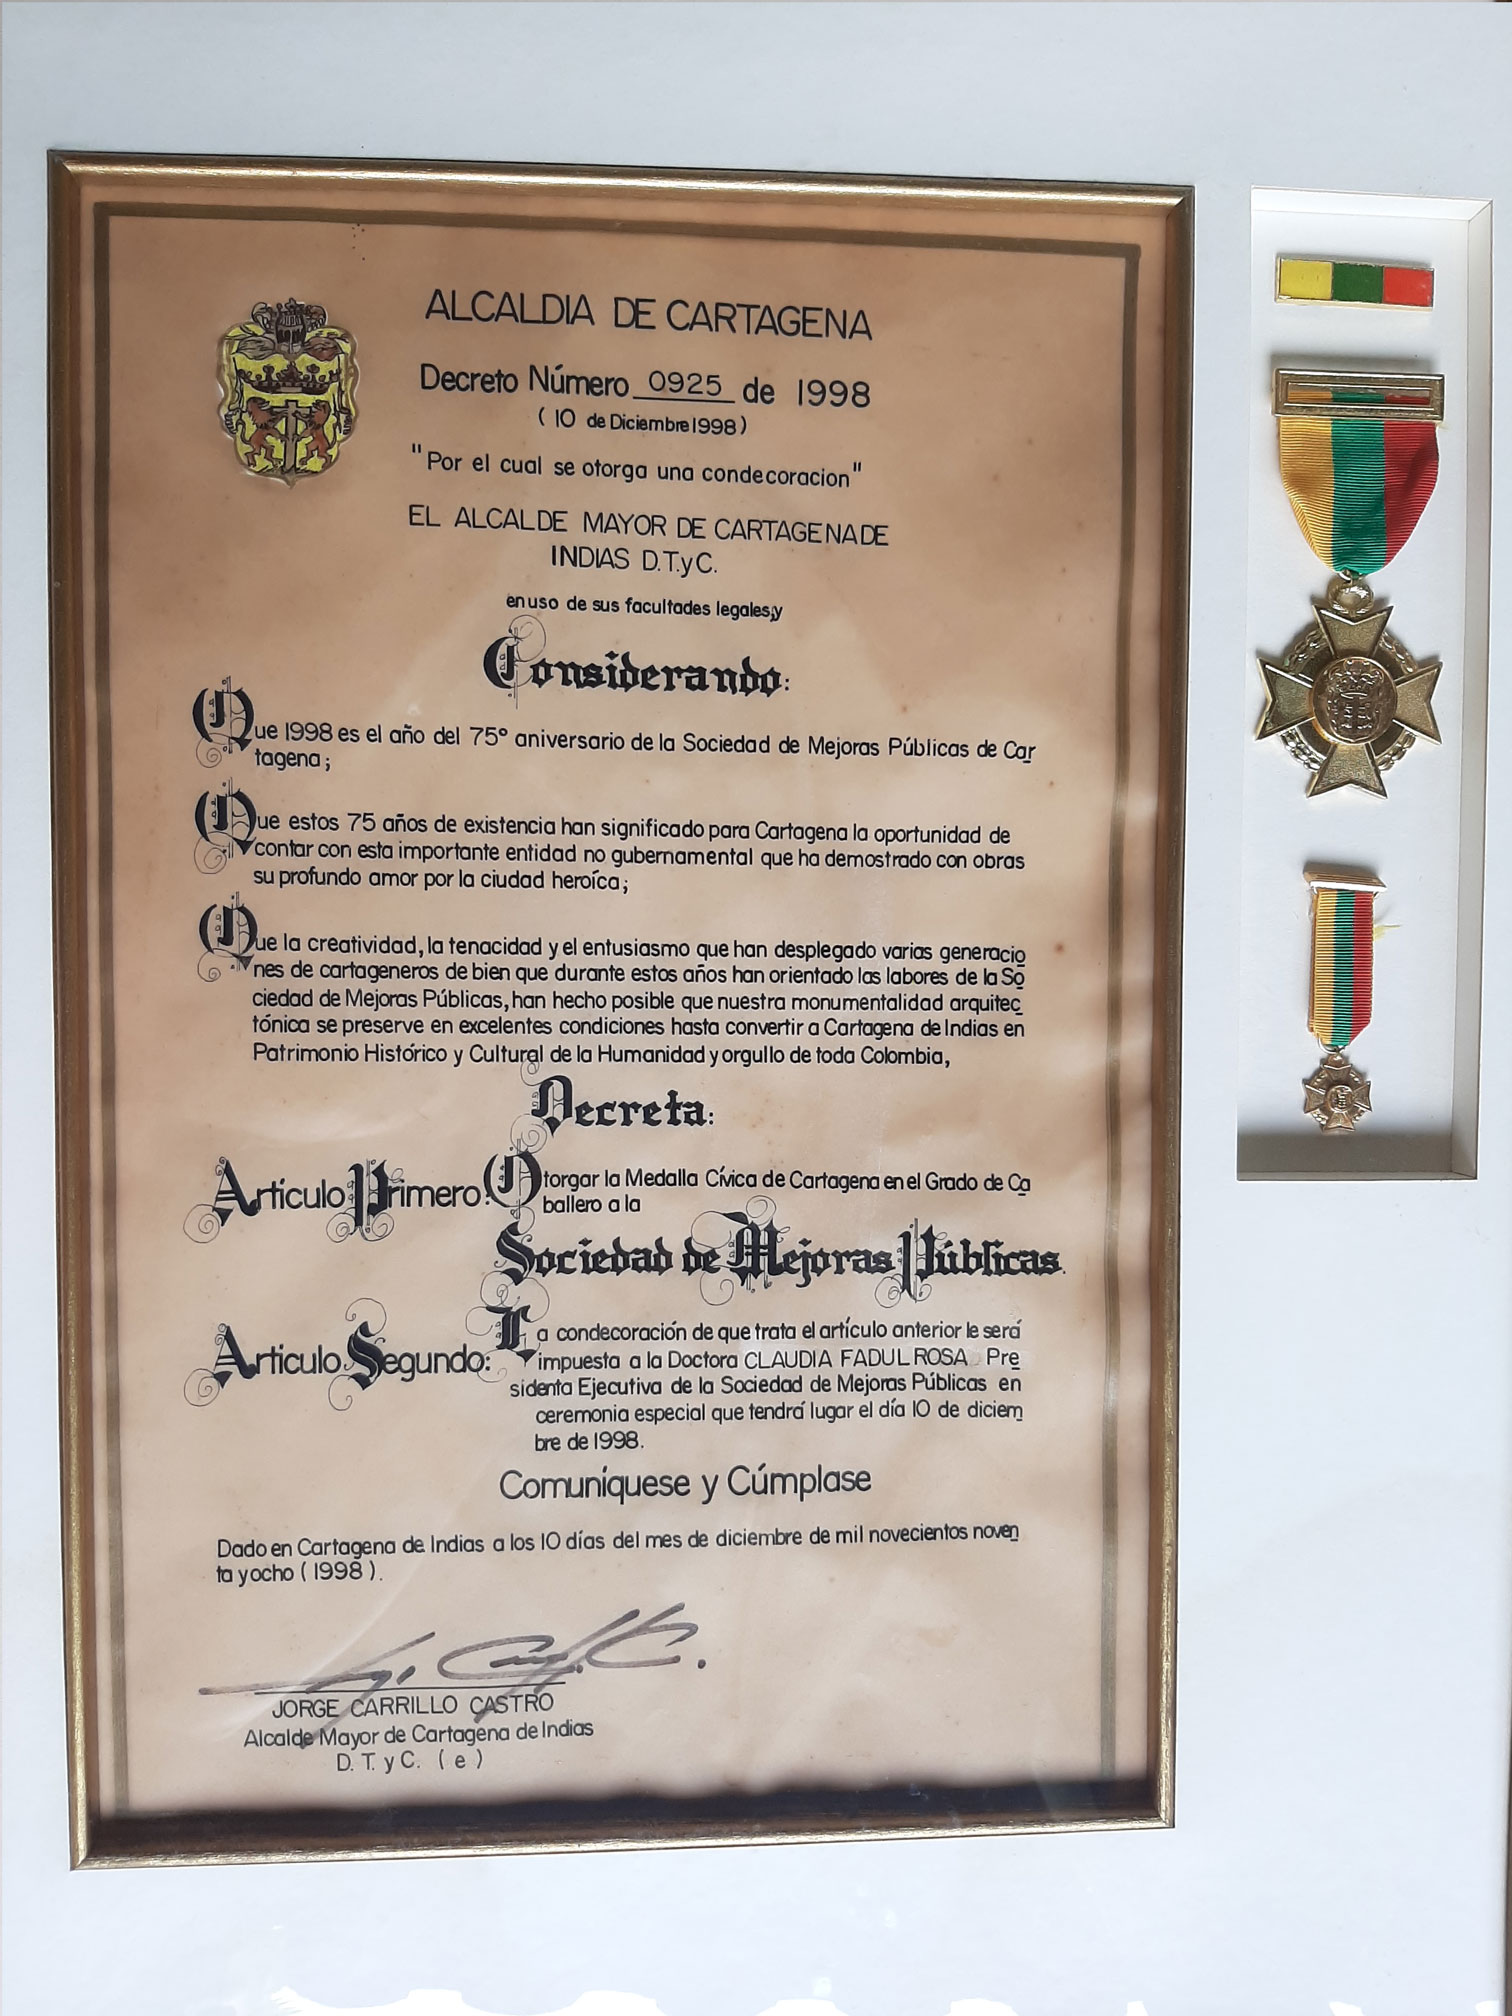 ALCALDIA DE CARTAGENA
Decreto Número 0925 de 1998
( 10 de Diciembre 1998 )
"Por el cual se otorga una condecoracion"
EL ALCALDE MAYOR DE CARTAGENA DE
INDIAS D.T.yC.
en uso de sus facultades legales,y
Considerando:
Que 1998 es el año del 75º aniversario de la Sociedad de Mejoras Públicas de Car
tagena;
Que estos 75 años de existencia han significado para Cartagena la oportunidad de
contar con esta importante entidad no gubernamental que ha demostrado con obras
su profundo amor por la ciudad heroíca;
Que la creatividad, la tenacidad y el entusiasmo que han desplegado varias generacio
nes de cartageneros de bien que durante estos años han orientado las labores de la So
ciedad de Mejoras Públicas, han hecho posible que nuestra monumentalidad arquitec
tónica se preserve en excelentes condiciones hasta convertir a Cartagena de Indias en
Patrimonio Histórico y Cultural de la Humanidad y orgullo de toda Colombia,
Decreta:
Artículo Primero: Otorgar la Medalla Cívica de Cartagena en el Grado de Ca
ballero a la
Sociedad de Mejoras Públicas.
Artículo Segundo: La condecoración de que trata el artículo anterior le será
impuesta a la Doctora CLAUDIA FADUL ROSA Pre
sidenta Ejecutiva de la Sociedad de Mejoras Públicas en
ceremonia especial que tendrá lugar el día 10 de diciem
bre de 1998.
Comuníquese y Cúmplase
Dado en Cartagena de Indias a los 10 días del mes de diciembre de mil novecientos noven
ta y ocho ( 1998 ).
JORGE CARRILLO CASTRO
Alcalde Mayor de Cartagena de Indias
D. T. y C. ( e )